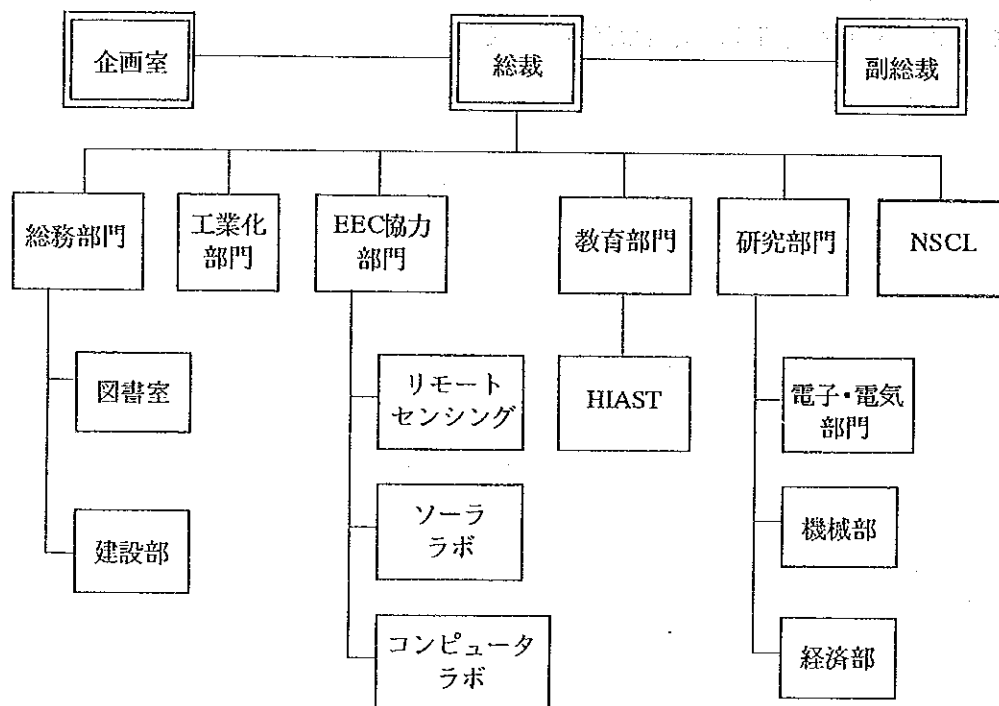 企画室
総裁
副総裁
総務部門
工業化
部門
EEC協力
部門
教育部門
研究部門
NSCL
図書室
リモート
センシング
HIAST
電子・電気
部門
建設部
ソーラ
ラボ
機械部
コンピュータ
ラボ
経済部